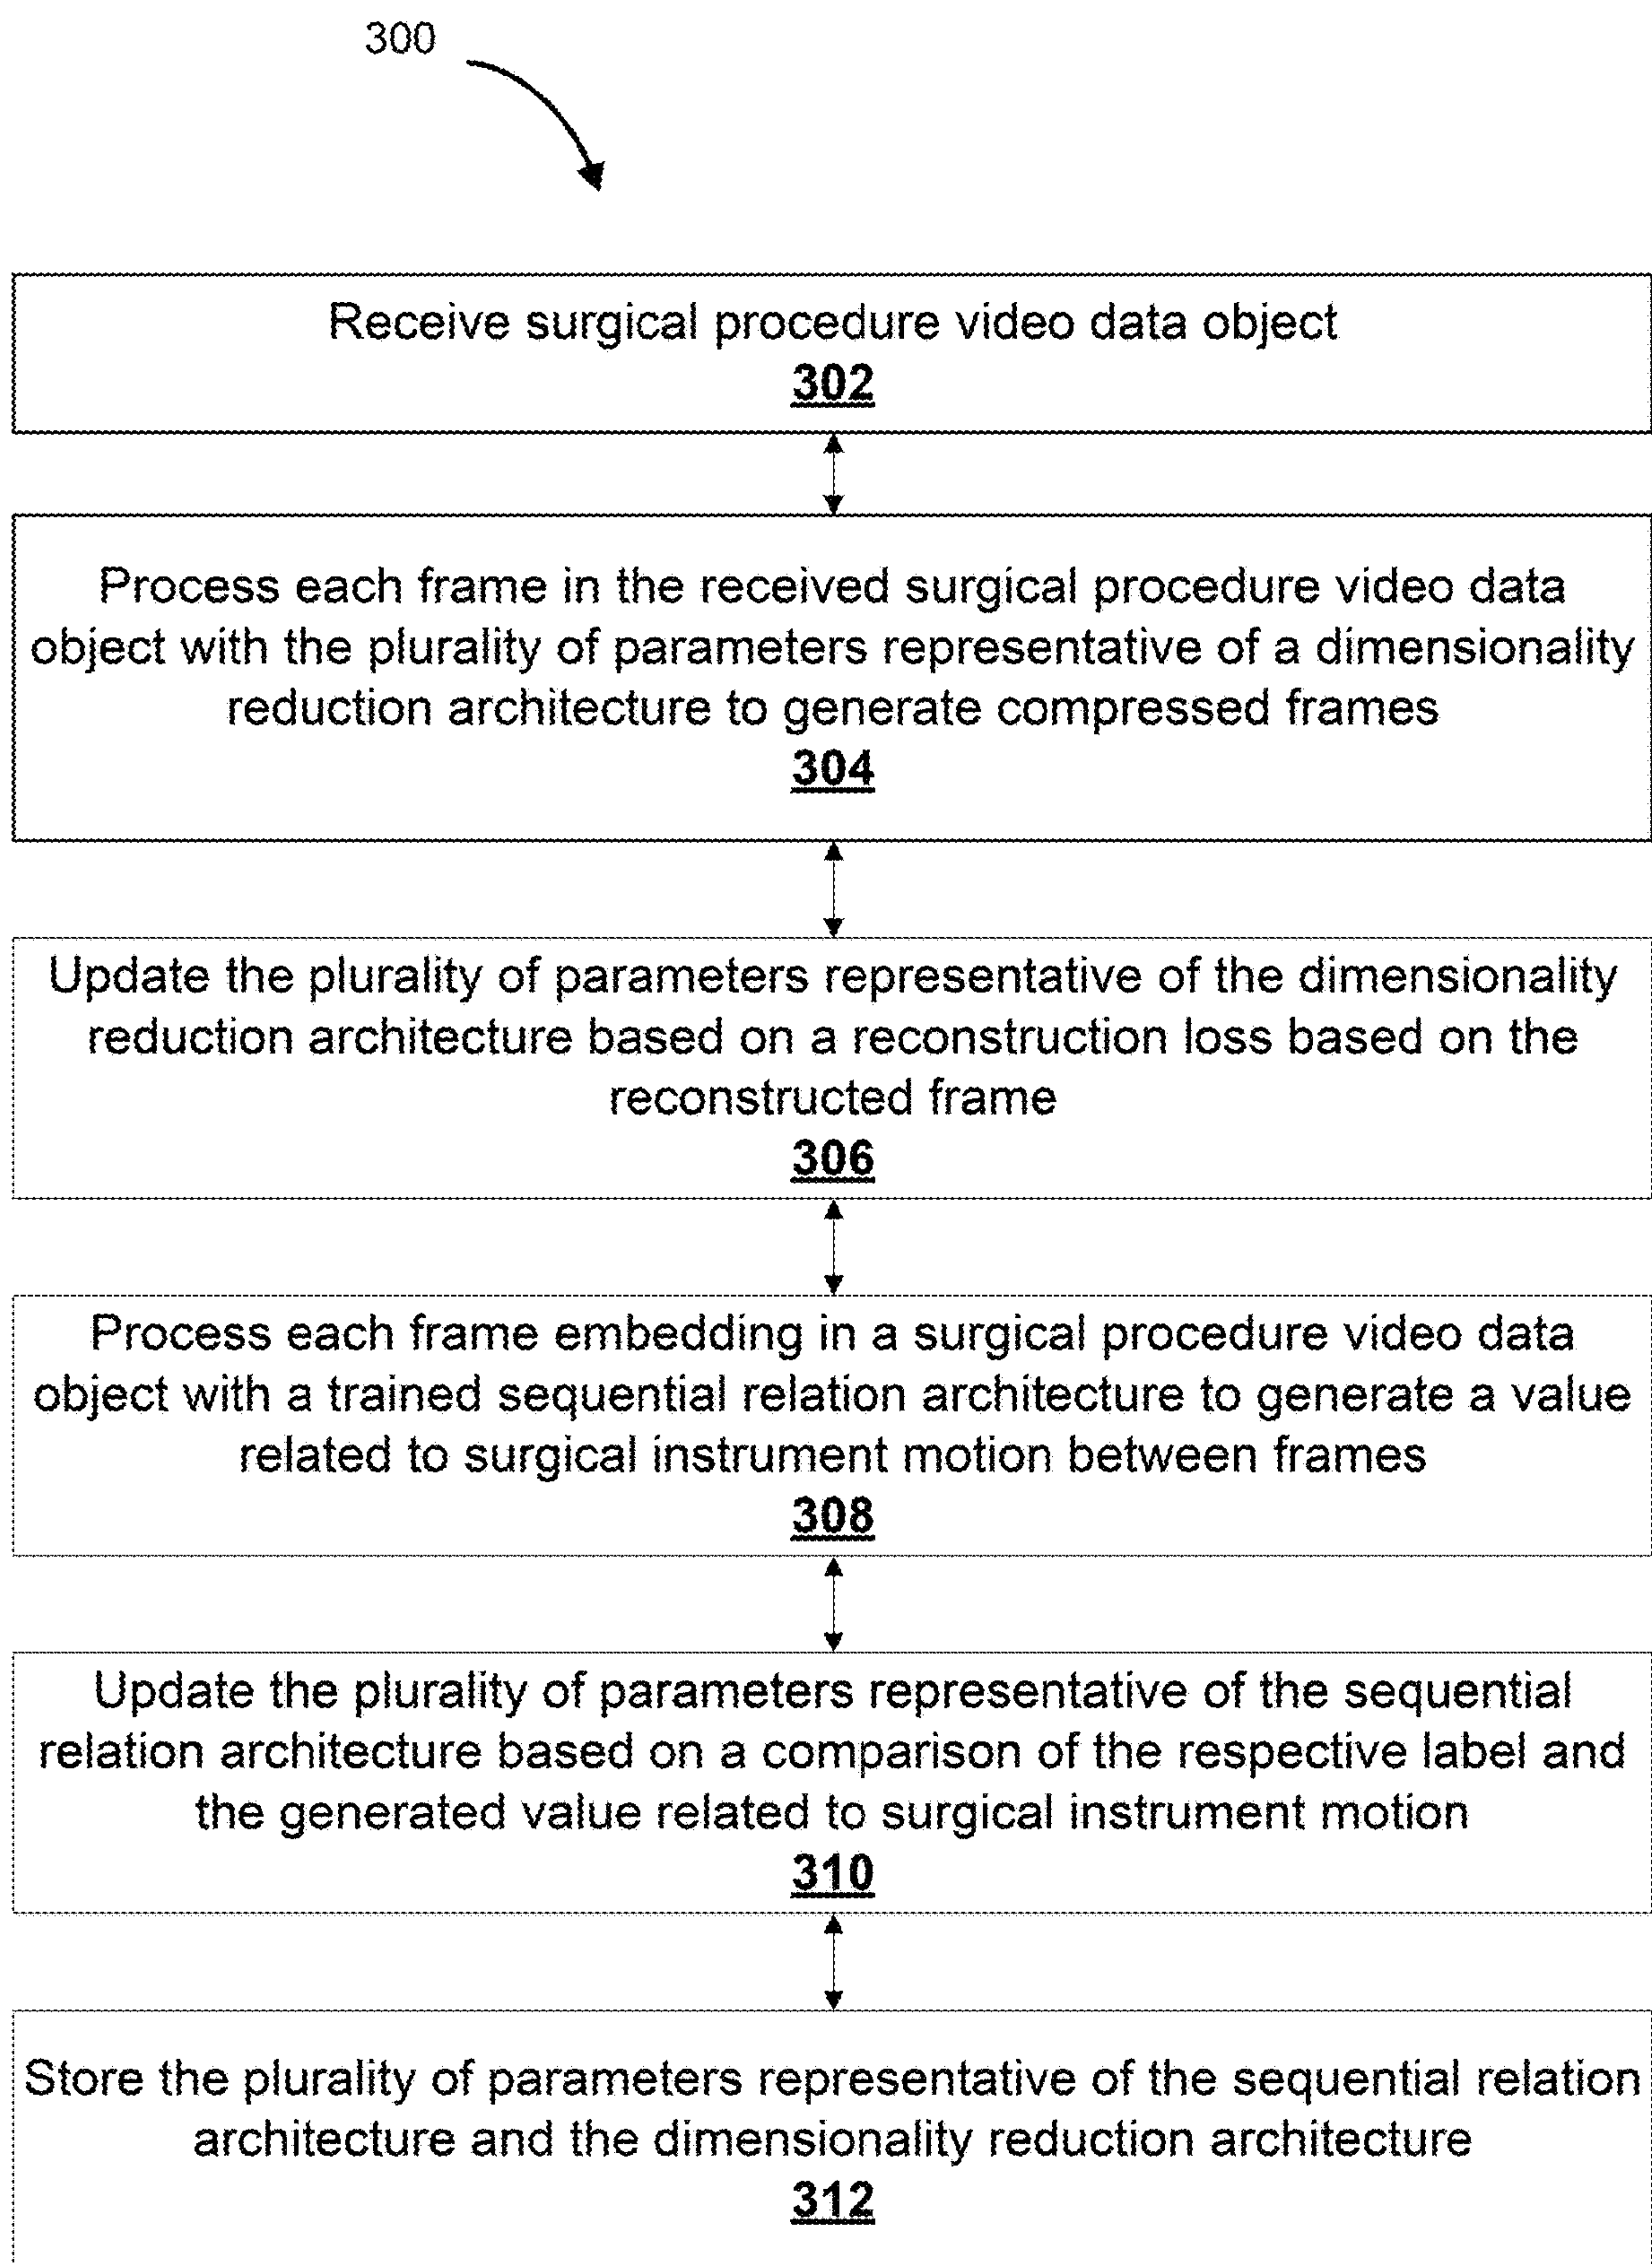 300
Receive surgical procedure video data object
302
Process each frame in the received surgical procedure video data
object with the plurality of parameters representative of a dimensionality
reduction architecture to generate compressed frames
304
Update the plurality of parameters representative of the dimensionality
reduction architecture based on a reconstruction loss based on the
reconstructed frame
306
Process each frame embedding in a surgical procedure video data
object with a trained sequential relation architecture to generate a value
related to surgical instrument motion between frames
308
Update the plurality of parameters representative of the sequential
relation architecture based on a comparison of the respective label and
the generated value related to surgical instrument motion
310
Store the plurality of parameters representative of the sequential relation
architecture and the dimensionality reduction architecture
312